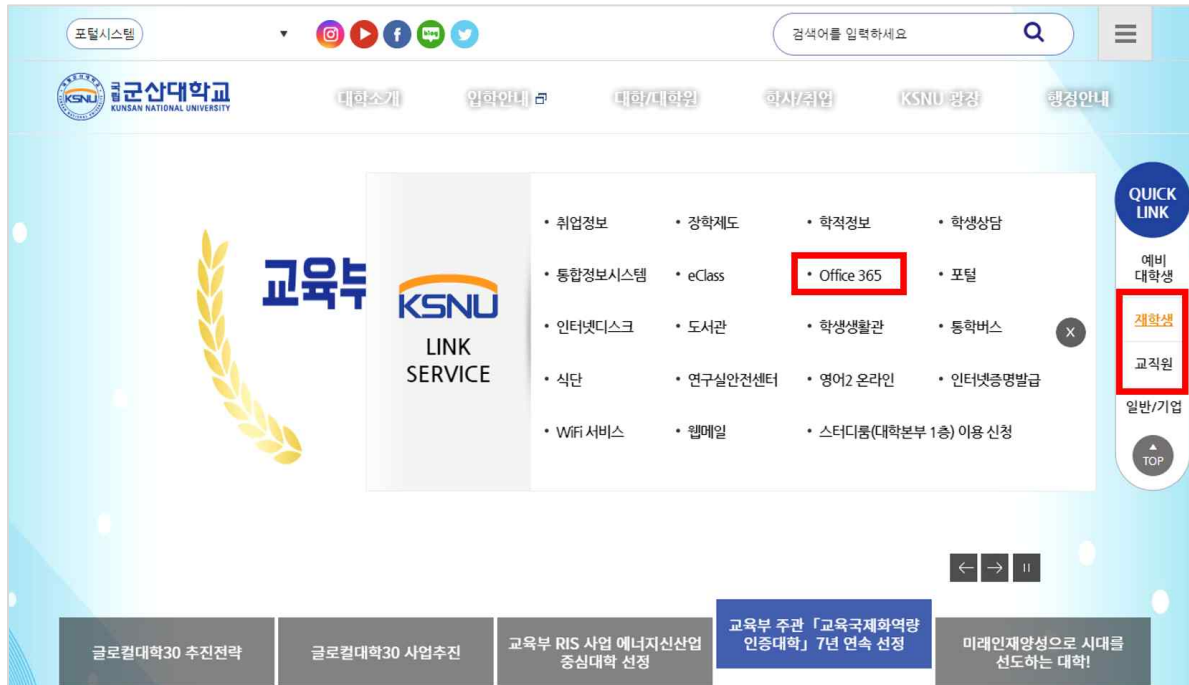 포털시스템
검색어를 입력하세요
KSNU 국립 군산대학교
KUNSAN NATIONAL UNIVERSITY
대학소개 입학안내 대학/대학원 학사/취업 KSNU 광장 행정안내
교육부
KSNU
LINK
SERVICE
• 취업정보 • 장학제도 • 학적정보 • 학생상담
• 통합정보시스템 • eClass • Office 365 • 포털
• 인터넷디스크 • 도서관 • 학생생활관 • 통학버스
• 식단 • 연구실안전센터 • 영어2 온라인 • 인터넷증명발급
• WiFi 서비스 • 웹메일 • 스터디룸(대학본부 1층) 이용 신청
X
QUICK
LINK
예비
대학생
재학생
교직원
일반/기업
TOP
글로컬대학30 추진전략
글로컬대학30 사업추진
교육부 RIS 사업 에너지신산업
중심대학 선정
교육부 주관「교육국제화역량
인증대학」7년 연속 선정
미래인재양성으로 시대를
선도하는 대학!